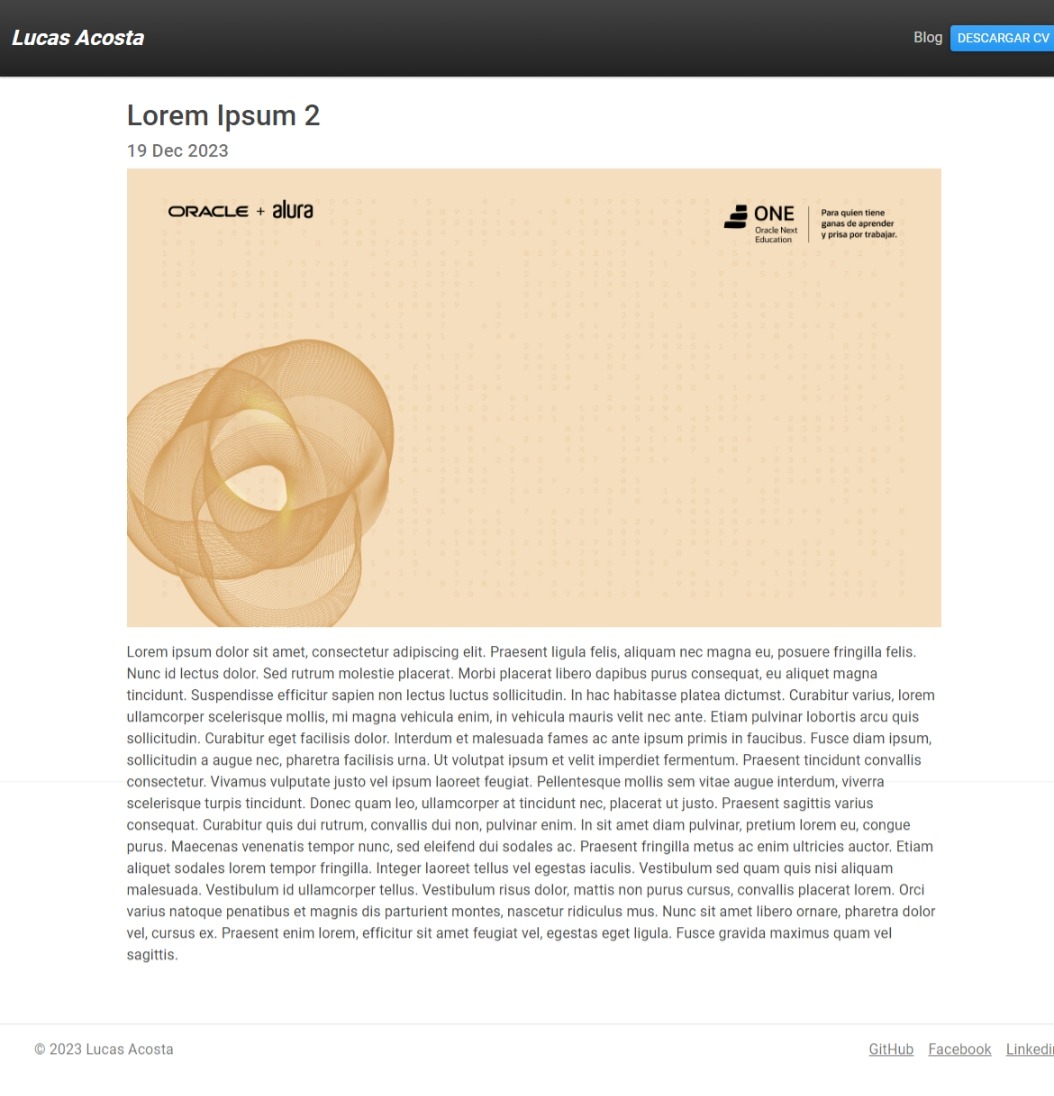 Lucas Acosta
Blog
DESCARGAR CV
Lorem Ipsum 2
19 Dec 2023
ORACLE + alura
ONE
Oracle Next
Education
Para quien tiene
ganas de aprender
y prisa por trabajar.
Lorem ipsum dolor sit amet, consectetur adipiscing elit. Praesent ligula felis, aliquam nec magna eu, posuere fringilla felis.
Nunc id lectus dolor. Sed rutrum molestie placerat. Morbi placerat libero dapibus purus consequat, eu aliquet magna
tincidunt. Suspendisse efficitur sapien non lectus luctus sollicitudin. In hac habitasse platea dictumst. Curabitur varius, lorem
ullamcorper scelerisque mollis, mi magna vehicula enim, in vehicula mauris velit nec ante. Etiam pulvinar lobortis arcu quis
sollicitudin. Curabitur eget facilisis dolor. Interdum et malesuada fames ac ante ipsum primis in faucibus. Fusce diam ipsum,
sollicitudin a augue nec, pharetra facilisis urna. Ut volutpat ipsum et velit imperdiet fermentum. Praesent tincidunt convallis
consectetur. Vivamus vulputate justo vel ipsum laoreet feugiat. Pellentesque mollis sem vitae augue interdum, viverra
scelerisque turpis tincidunt. Donec quam leo, ullamcorper at tincidunt nec, placerat ut justo. Praesent sagittis varius
consequat. Curabitur quis dui rutrum, convallis dui non, pulvinar enim. In sit amet diam pulvinar, pretium lorem eu, congue
purus. Maecenas venenatis tempor nunc, sed eleifend dui sodales ac. Praesent fringilla metus ac enim ultricies auctor. Etiam
aliquet sodales lorem tempor fringilla. Integer laoreet tellus vel egestas iaculis. Vestibulum sed quam quis nisi aliquam
malesuada. Vestibulum id ullamcorper tellus. Vestibulum risus dolor, mattis non purus cursus, convallis placerat lorem. Orci
varius natoque penatibus et magnis dis parturient montes, nascetur ridiculus mus. Nunc sit amet libero ornare, pharetra dolor
vel, cursus ex. Praesent enim lorem, efficitur sit amet feugiat vel, egestas eget ligula. Fusce gravida maximus quam vel
sagittis.
© 2023 Lucas Acosta
GitHub
Facebook